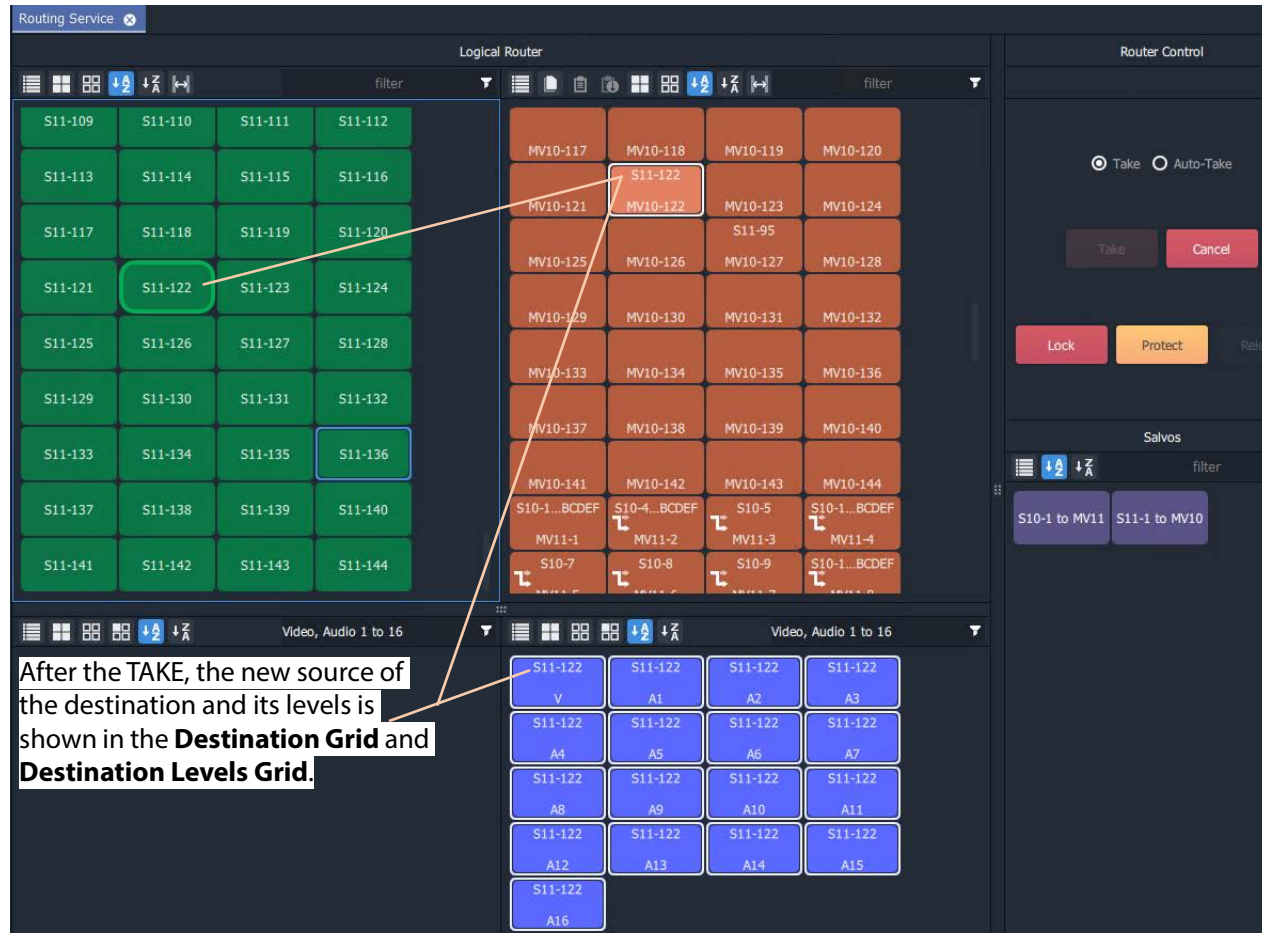 Routing Service
Logical Router
Router Control
filter
filter
S11-109 S11-110 S11-111 S11-112
S11-113 S11-114 S11-115 S11-116
S11-117 S11-118 S11-119 S11-120
S11-121 S11-122 S11-123 S11-124
S11-125 S11-126 S11-127 S11-128
S11-129 S11-130 S11-131 S11-132
S11-133 S11-134 S11-135 S11-136
S11-137 S11-138 S11-139 S11-140
S11-141 S11-142 S11-143 S11-144
MV10-117 MV10-118 MV10-119 MV10-120
S11-122
MV10-121 MV10-122 MV10-123 MV10-124
S11-95
MV10-125 MV10-126 MV10-127 MV10-128
MV10-129 MV10-130 MV10-131 MV10-132
MV10-133 MV10-134 MV10-135 MV10-136
MV10-137 MV10-138 MV10-139 MV10-140
MV10-141 MV10-142 MV10-143 MV10-144
S10-1...BCDEF S10-4...BCDEF S10-5 S10-1...BCDEF
MV11-1 MV11-2 MV11-3 MV11-4
S10-7 S10-8 S10-9 S10-1...BCDEF
Take Auto-Take
Take Cancel
Lock Protect
Salvos
filter
S10-1 to MV11 S11-1 to MV10
Video, Audio 1 to 16
Video, Audio 1 to 16
After the TAKE, the new source of
the destination and its levels is
shown in the Destination Grid and
Destination Levels Grid.
S11-122 S11-122 S11-122 S11-122
V A1 A2 A3
S11-122 S11-122 S11-122 S11-122
A4 A5 A6 A7
S11-122 S11-122 S11-122 S11-122
A8 A9 A10 A11
S11-122 S11-122 S11-122 S11-122
A12 A13 A14 A15
S11-122
A16